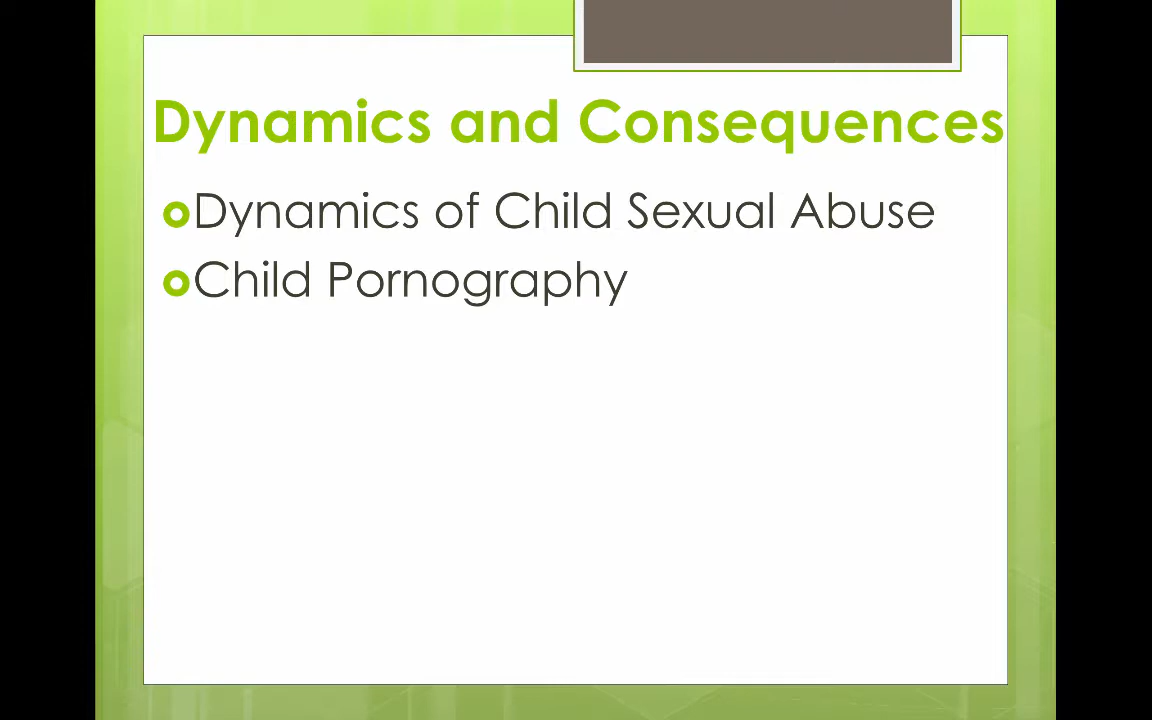 Dynamics and Consequences
Dynamics of Child Sexual Abuse
Child Pornography